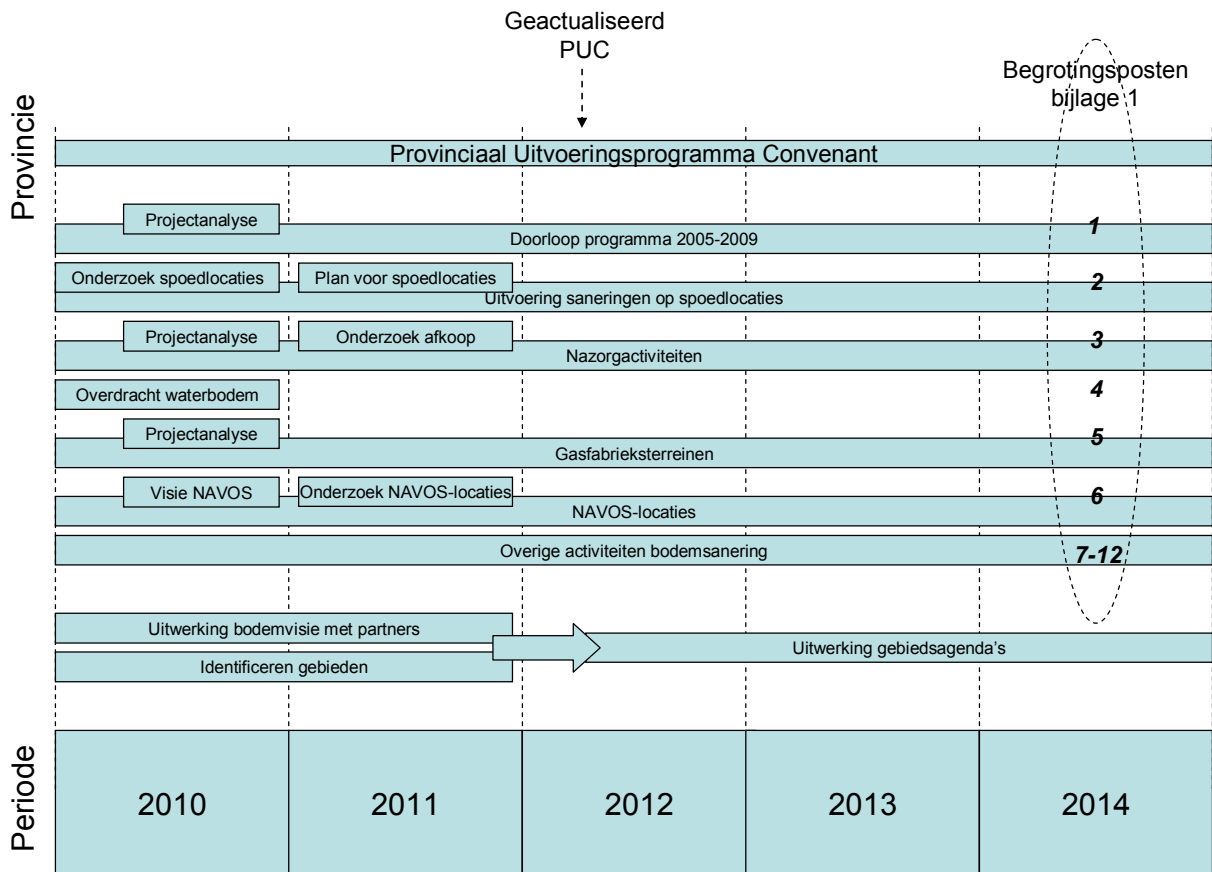 Geactualiseerd
PUC
Begrotingsposten
bijlage 1
Provincie
Provinciaal Uitvoeringsprogramma Convenant
Projectanalyse
1
Doorloop programma 2005-2009
Onderzoek spoedlocaties
Plan voor spoedlocaties
2
Uitvoering saneringen op spoedlocaties
Projectanalyse
Onderzoek afkoop
3
Nazorgactiviteiten
Overdracht waterbodem
4
Projectanalyse
5
Gasfabrieksterreinen
Visie NAVOS
Onderzoek NAVOS-locaties
6
NAVOS-locaties
Overige activiteiten bodemsanering
7-12
Uitwerking bodemvisie met partners
Uitwerking gebiedsagenda's
Identificeren gebieden
Periode
2010
2011
2012
2013
2014